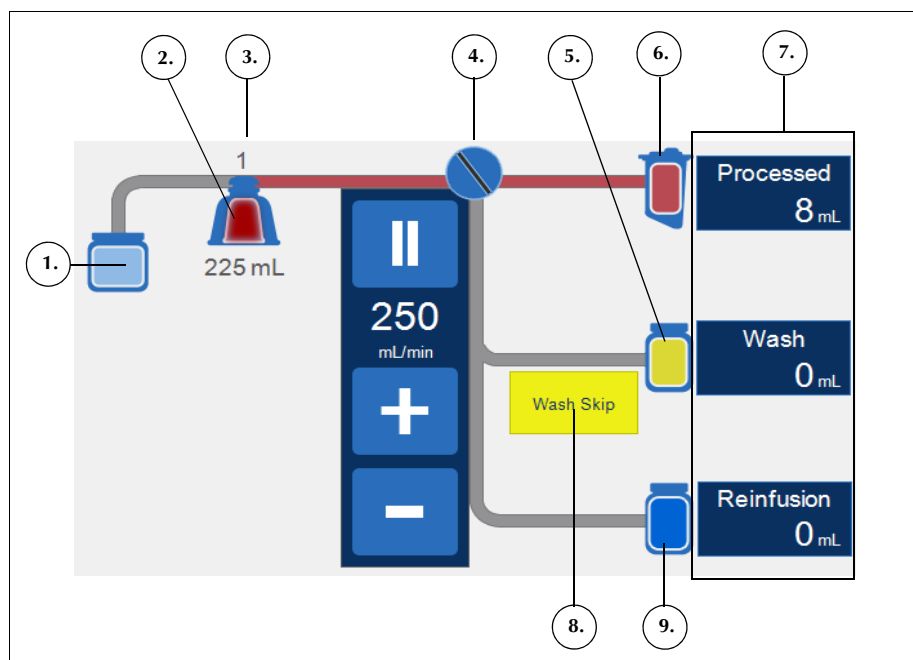 2.
3.
4.
5.
6.
7.
1
Processed
8 mL
1.
225 mL
250
mL/min
Wash
0 mL
Wash Skip
Reinfusion
0 mL
8.
9.